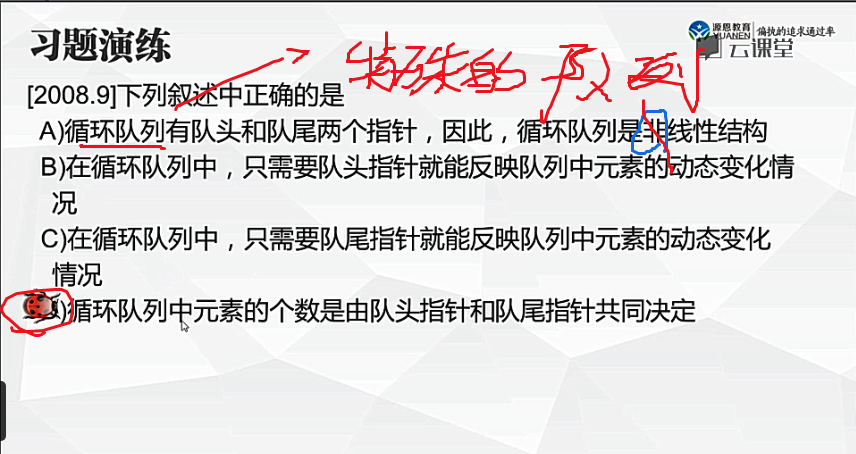 习题演练
源恩教育
YUANEN
偏执的追求通过率
云课堂
特殊的队列
[2008.9]下列叙述中正确的是
A)循环队列有队头和队尾两个指针，因此，循环队列是非线性结构
B)在循环队列中，只需要队头指针就能反映队列中元素的动态变化情
况
C)在循环队列中，只需要队尾指针就能反映队列中元素的动态变化
情况
)循环队列中元素的个数是由队头指针和队尾指针共同决定